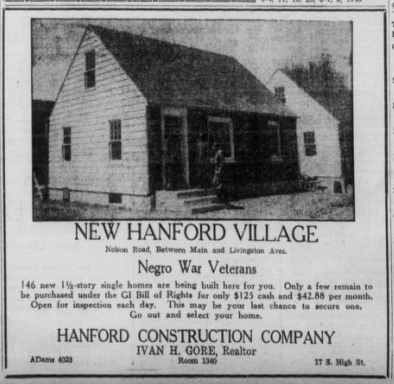 NEW HANFORD VILLAGE
Nelson Road, Between Main and Livingston Aves.
Negro War Veterans
146 new 1½-story single homes are being built here for you. Only a few remain to
be purchased under the GI Bill of Rights for only $125 cash and $42.88 per month.
Open for inspection each day. This may be your last chance to secure one.
Go out and select your home.
HANFORD CONSTRUCTION COMPANY
IVAN H. GORE, Realtor
ADams 4023 Room 1340 17 S. High St.